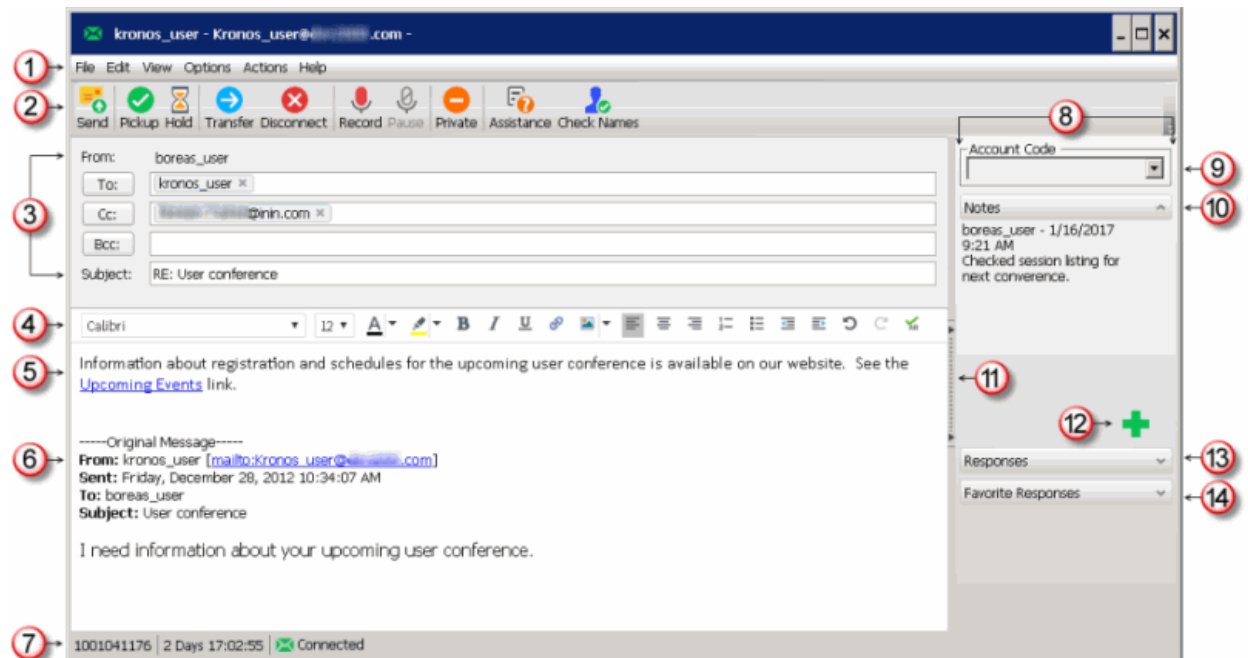 kronos_user - Kronos_user@ .com -
1 File Edit View Options Actions Help
2 Send Pickup Hold Transfer Disconnect Record Pause Private Assistance Check Names
8
3
From: boreas_user
To: kronos_user ×
Cc: @inin.com ×
Bcc:
Subject: RE: User conference
Account Code
9
Notes
10
boreas_user - 1/16/2017
9:21 AM
Checked session listing for
next converence.
4 Calibri 12 A B I U
5 Information about registration and schedules for the upcoming user conference is available on our website. See the
Upcoming Events link.
11
12
-----Original Message-----
6 From: kronos_user [mailto:Kronos_user@ .com]
Sent: Friday, December 28, 2012 10:34:07 AM
To: boreas_user
Subject: User conference
I need information about your upcoming user conference.
Responses 13
Favorite Responses 14
7 1001041176 2 Days 17:02:55 Connected